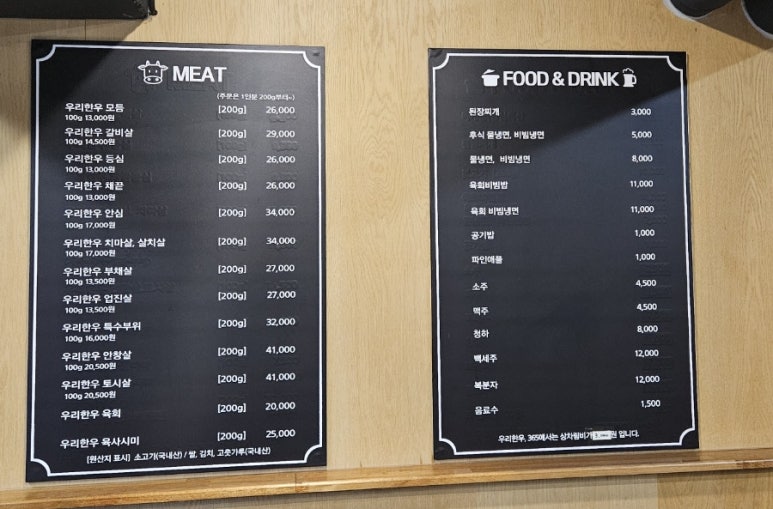 MEAT
(주문은 1인분 200g부터~)
우리한우 모듬 [200g] 26,000
100g 13,000원
우리한우 갈비살 [200g] 29,000
100g 14,500원
우리한우 등심 [200g] 26,000
100g 13,000원
우리한우 채끝 [200g] 26,000
100g 13,000원
우리한우 안심 [200g] 34,000
100g 17,000원
우리한우 치마살, 살치살 [200g] 34,000
100g 17,000원
우리한우 부채살 [200g] 27,000
100g 13,500원
우리한우 업진살 [200g] 27,000
100g 13,500원
우리한우 특수부위 [200g] 32,000
100g 16,000원
우리한우 안창살 [200g] 41,000
100g 20,500원
우리한우 토시살 [200g] 41,000
100g 20,500원
우리한우 육회 [200g] 20,000
우리한우 육사시미 [200g] 25,000
[원산지 표시] 소고기(국내산) / 쌀, 김치, 고춧가루(국내산)
FOOD & DRINK
된장찌개 3,000
후식 물냉면, 비빔냉면 5,000
물냉면, 비빔냉면 8,000
육회비빔밥 11,000
육회 비빔냉면 11,000
공기밥 1,000
파인애플 1,000
소주 4,500
맥주 4,500
청하 8,000
백세주 12,000
복분자 12,000
음료수 1,500
우리한우, 365에서는 상차림비가 원 입니다.